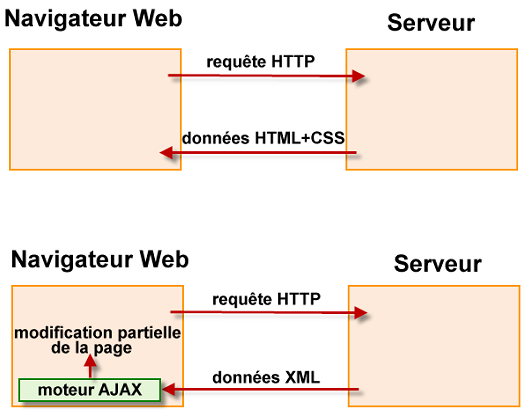 Navigateur Web
Serveur
requête HTTP
données HTML+CSS
Navigateur Web
Serveur
requête HTTP
modification partielle
de la page
données XML
moteur AJAX